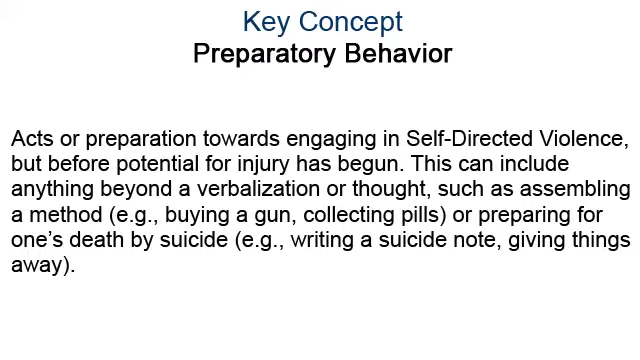 Key Concept
Preparatory Behavior
Acts or preparation towards engaging in Self-Directed Violence,
but before potential for injury has begun. This can include
anything beyond a verbalization or thought, such as assembling
a method (e.g., buying a gun, collecting pills) or preparing for
one’s death by suicide (e.g., writing a suicide note, giving things
away).